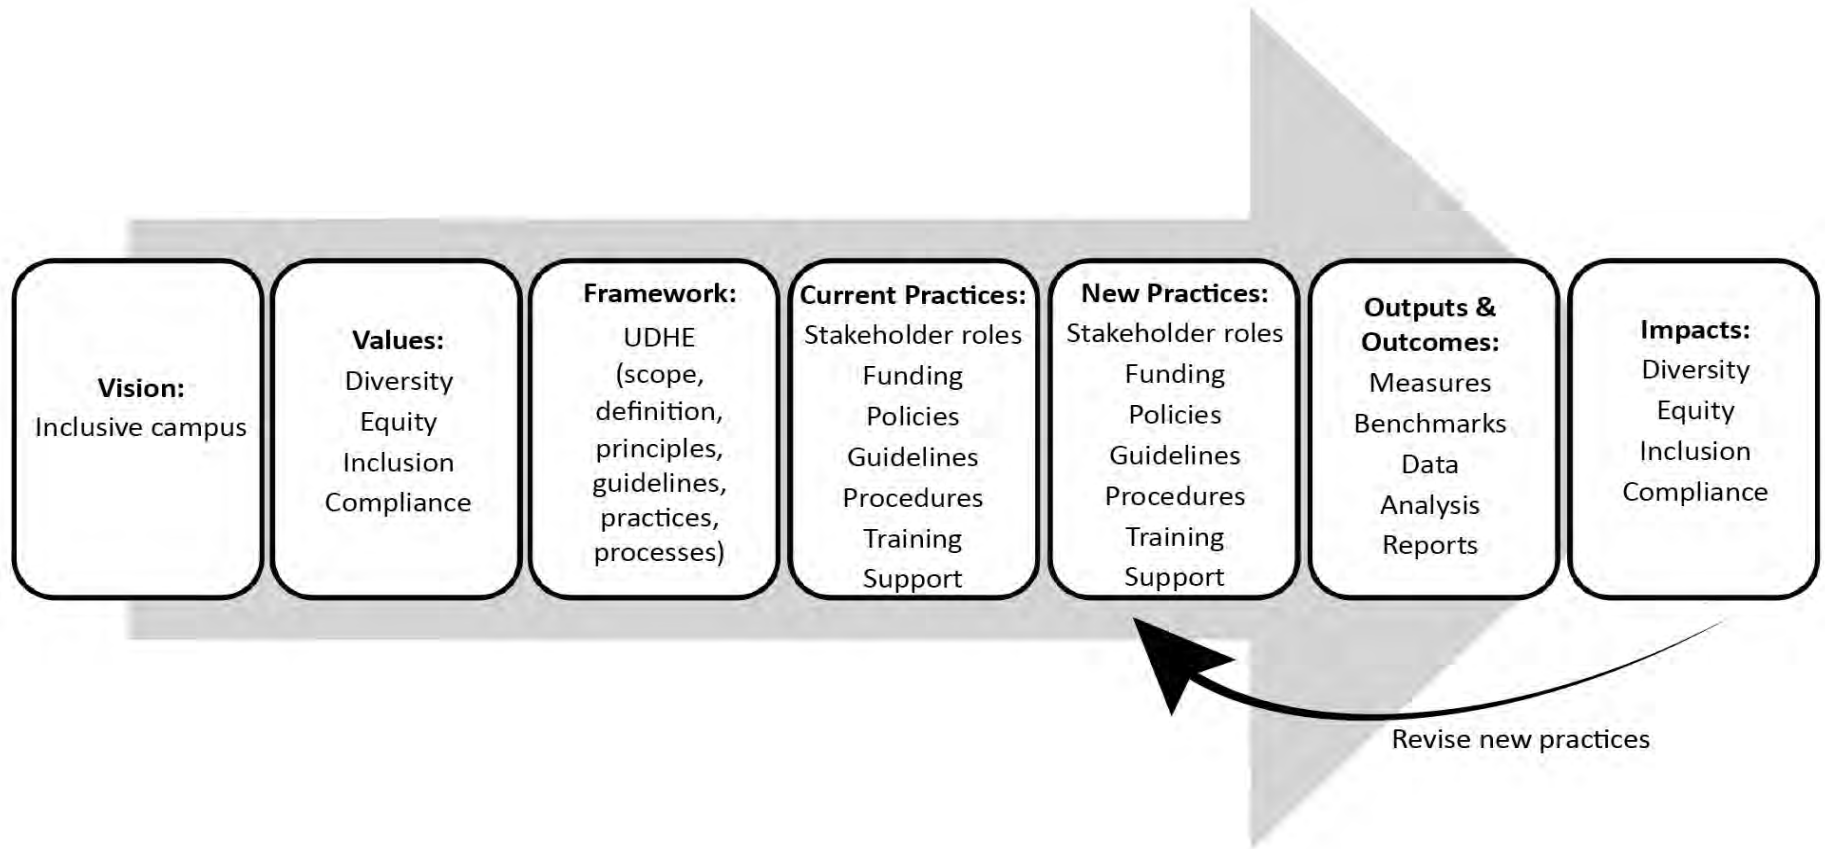 Vision:
Inclusive campus
Values:
Diversity
Equity
Inclusion
Compliance
Framework:
UDHE
(scope,
definition,
principles,
guidelines,
practices,
processes)
Current Practices:
Stakeholder roles
Funding
Policies
Guidelines
Procedures
Training
Support
New Practices:
Stakeholder roles
Funding
Policies
Guidelines
Procedures
Training
Support
Outputs &
Outcomes:
Measures
Benchmarks
Data
Analysis
Reports
Impacts:
Diversity
Equity
Inclusion
Compliance
Revise new practices